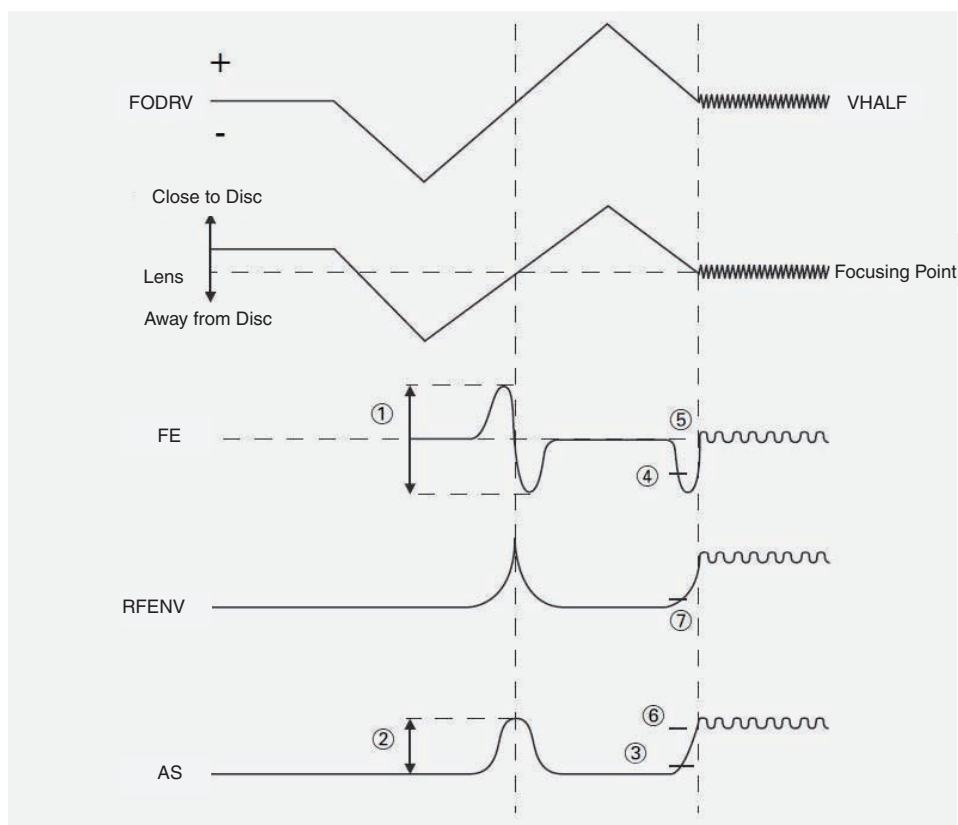 +
FODRV
VHALF
-
Close to Disc
Lens
Focusing Point
Away from Disc
①
⑤
FE
④
RFENV
⑦
⑥
②
③
AS